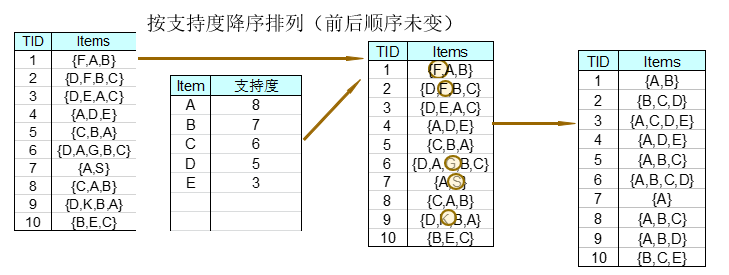 按支持度降序排列（前后顺序未变）
TID Items
1 {F,A,B}
2 {D,F,B,C}
3 {D,E,A,C}
4 {A,D,E}
5 {C,B,A}
6 {D,A,G,B,C}
7 {A,S}
8 {C,A,B}
9 {D,K,B,A}
10 {B,E,C}
Item 支持度
A 8
B 7
C 6
D 5
E 3
TID Items
1 {F,A,B}
2 {D,F,B,C}
3 {D,E,A,C}
4 {A,D,E}
5 {C,B,A}
6 {D,A,G,B,C}
7 {A,S}
8 {C,A,B}
9 {D,K,B,A}
10 {B,E,C}
TID Items
1 {A,B}
2 {B,C,D}
3 {A,C,D,E}
4 {A,D,E}
5 {A,B,C}
6 {A,B,C,D}
7 {A}
8 {A,B,C}
9 {A,B,D}
10 {B,C,E}